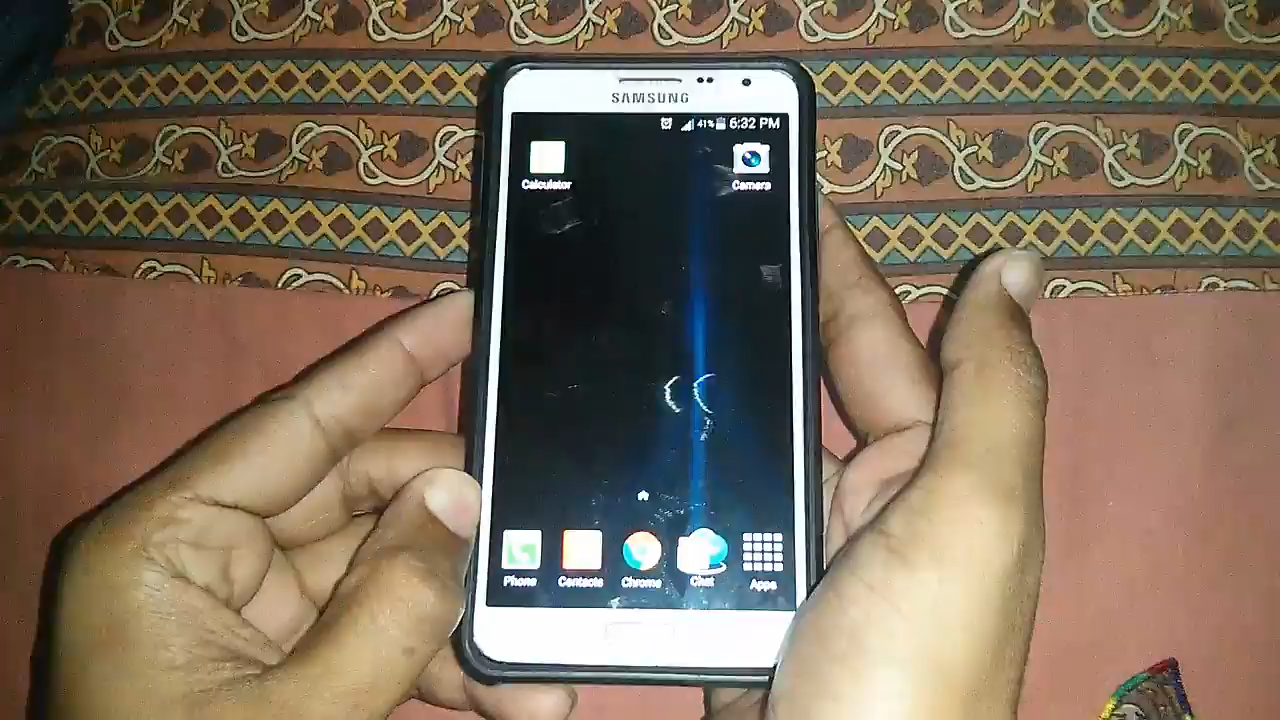 SAMSUNG
41% 6:32 PM
Calculator
Camera
Phone
Contacts
Chrome
Chat
Apps